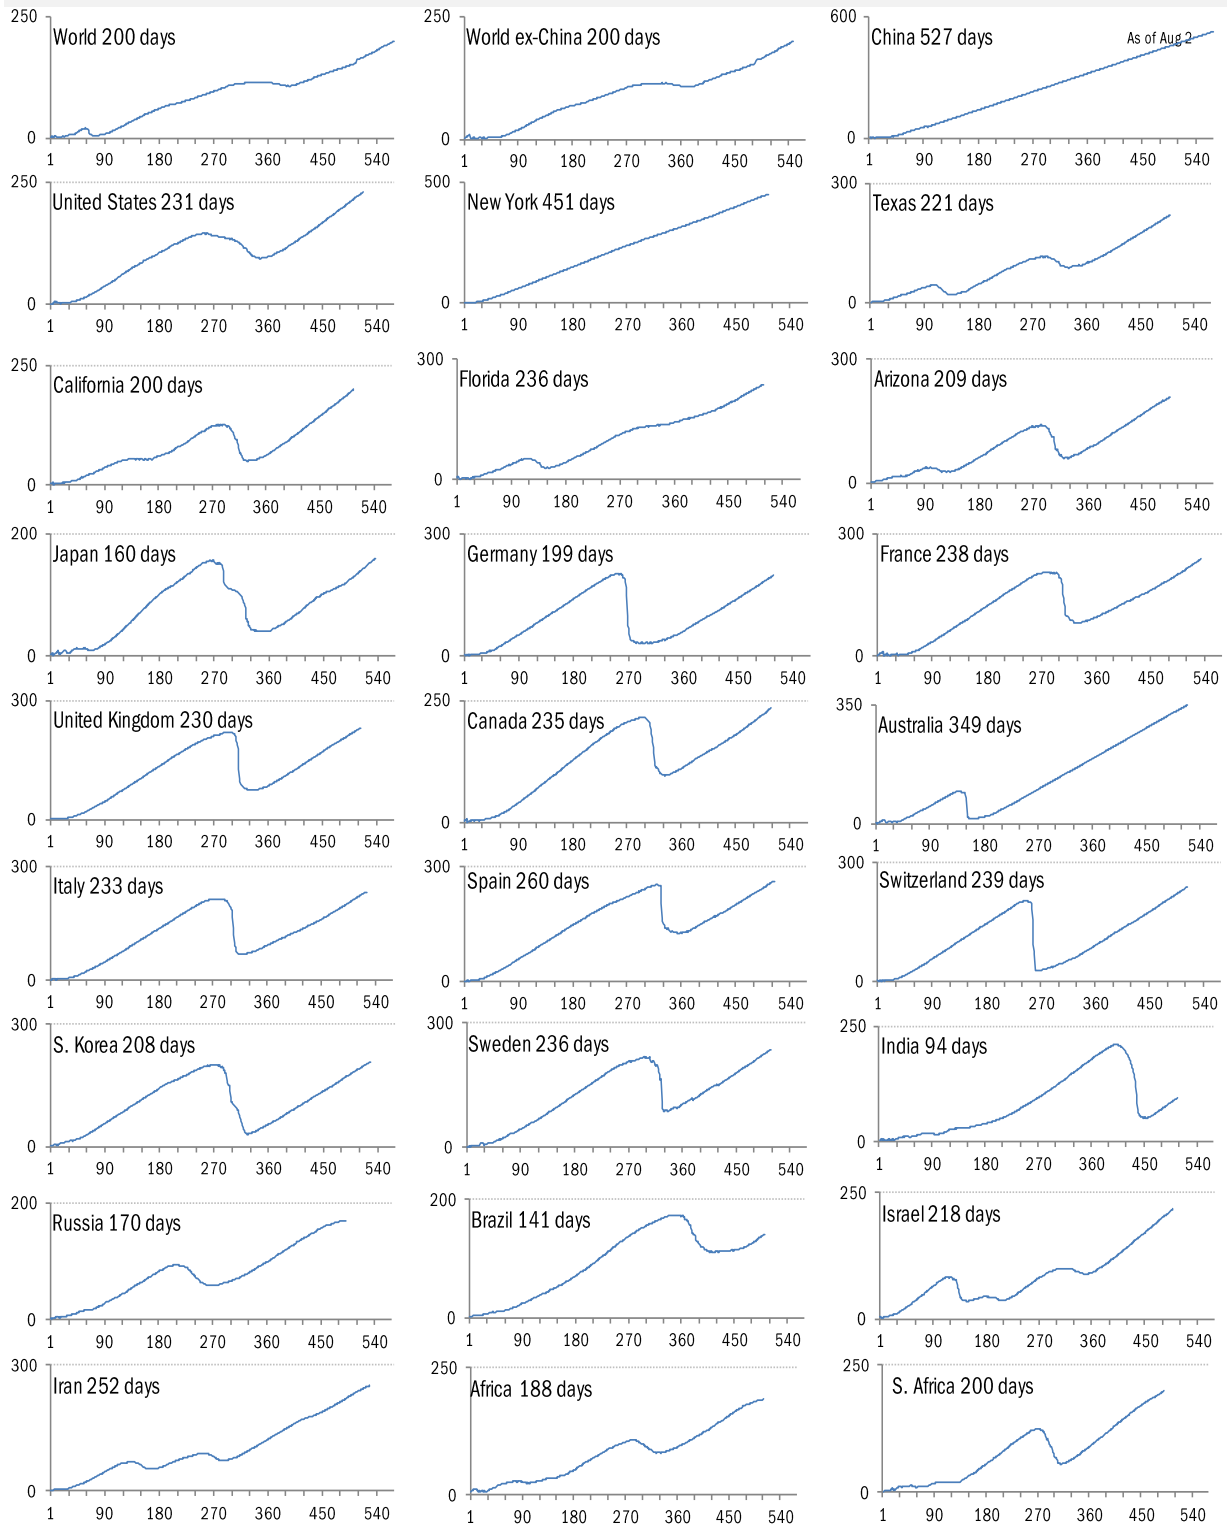 250 250 600
World 200 days World ex-China 200 days China 527 days As of Aug 2
0 0 0
1 90 180 270 360 450 540 1 90 180 270 360 450 540 1 90 180 270 360 450 540
250 500 300
United States 231 days New York 451 days Texas 221 days
0 0 0
1 90 180 270 360 450 540 1 90 180 270 360 450 540 1 90 180 270 360 450 540
250 300 300
California 200 days Florida 236 days Arizona 209 days
0 0 0
1 90 180 270 360 450 540 1 90 180 270 360 450 540 1 90 180 270 360 450 540
200 300 300
Japan 160 days Germany 199 days France 238 days
0 0 0
1 90 180 270 360 450 540 1 90 180 270 360 450 540 1 90 180 270 360 450 540
300 250 350
United Kingdom 230 days Canada 235 days Australia 349 days
0 0 0
1 90 180 270 360 450 540 1 90 180 270 360 450 540 1 90 180 270 360 450 540
300 300 300
Italy 233 days Spain 260 days Switzerland 239 days
0 0 0
1 90 180 270 360 450 540 1 90 180 270 360 450 540 1 90 180 270 360 450 540
300 300 250
S. Korea 208 days Sweden 236 days India 94 days
0 0 0
1 90 180 270 360 450 540 1 90 180 270 360 450 540 1 90 180 270 360 450 540
200 200 250
Russia 170 days Brazil 141 days Israel 218 days
0 0 0
1 90 180 270 360 450 540 1 90 180 270 360 450 540 1 90 180 270 360 450 540
300 250 250
Iran 252 days Africa 188 days S. Africa 200 days
0 0 0
1 90 180 270 360 450 540 1 90 180 270 360 450 540 1 90 180 270 360 450 540